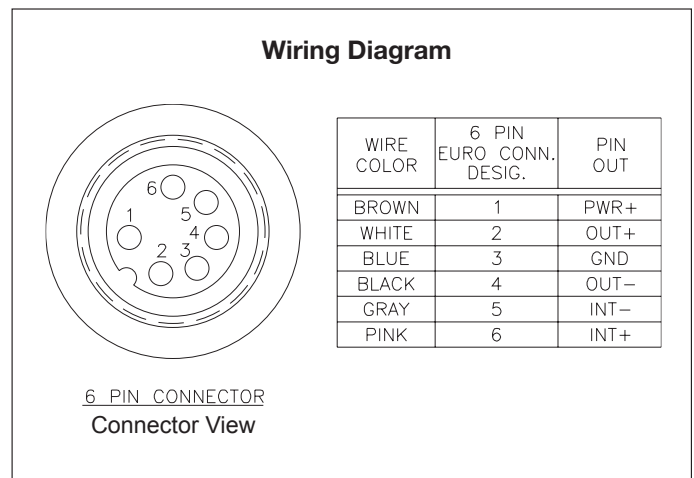 Wiring Diagram
6
5
1
4
2
3
6 PIN CONNECTOR
Connector View
WIRE COLOR | 6 PIN EURO CONN. DESIG. | PIN OUT
BROWN 1 PWR+
WHITE 2 OUT+
BLUE 3 GND
BLACK 4 OUT−
GRAY 5 INT−
PINK 6 INT+